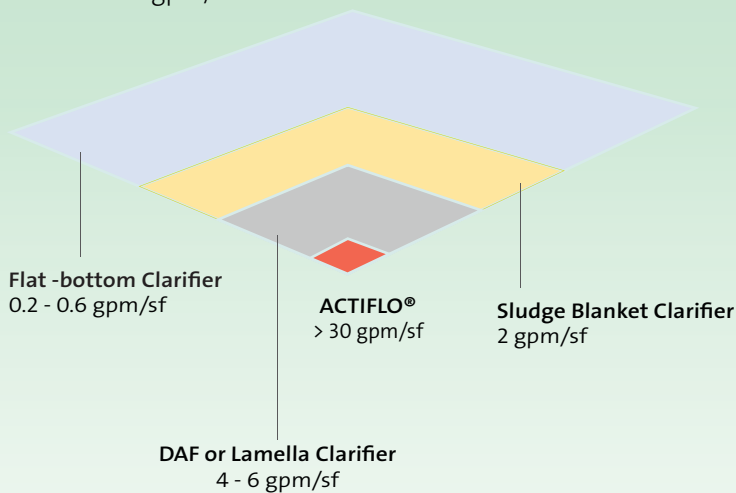 Flat -bottom Clarifier
0.2 - 0.6 gpm/sf
ACTIFLO®
> 30 gpm/sf
Sludge Blanket Clarifier
2 gpm/sf
DAF or Lamella Clarifier
4 - 6 gpm/sf